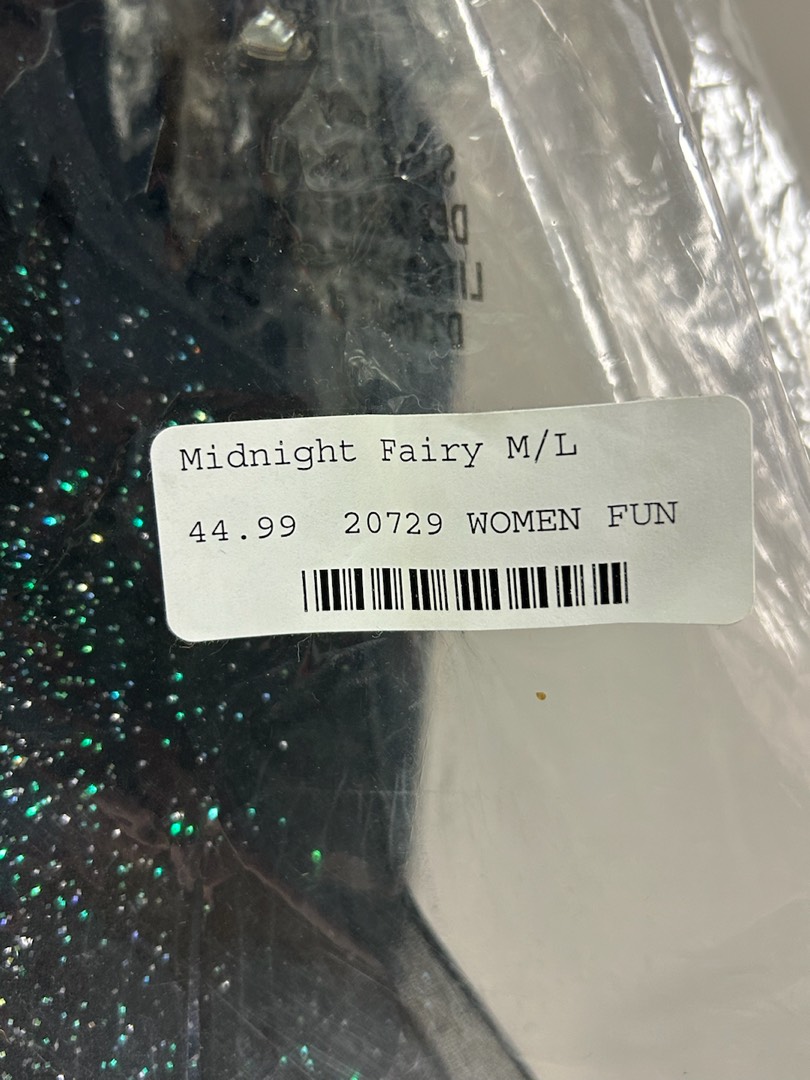 Midnight Fairy M/L
44.99 20729 WOMEN FUN